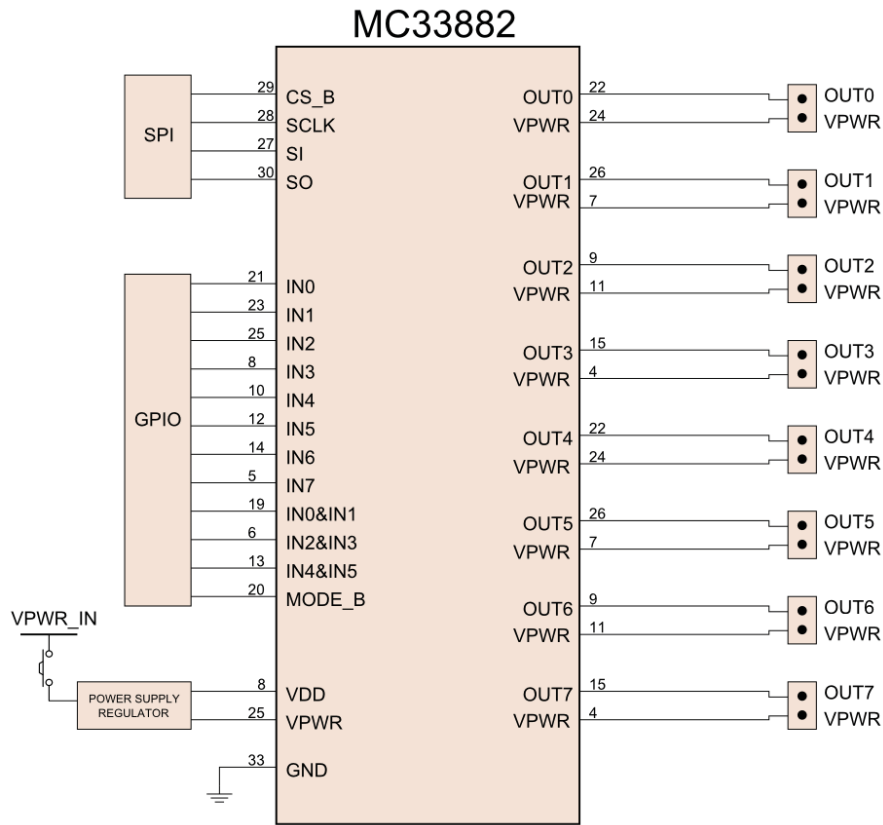 MC33882
SPI
29 CS_B
28 SCLK
27 SI
30 SO
GPIO
21 IN0
23 IN1
25 IN2
8 IN3
10 IN4
12 IN5
14 IN6
5 IN7
19 IN0&IN1
6 IN2&IN3
13 IN4&IN5
20 MODE_B
VPWR_IN
POWER SUPPLY
REGULATOR
8 VDD
25 VPWR
33 GND
OUT0 22 OUT0
VPWR 24 VPWR
OUT1 26 OUT1
VPWR 7 VPWR
OUT2 9 OUT2
VPWR 11 VPWR
OUT3 15 OUT3
VPWR 4 VPWR
OUT4 22 OUT4
VPWR 24 VPWR
OUT5 26 OUT5
VPWR 7 VPWR
OUT6 9 OUT6
VPWR 11 VPWR
OUT7 15 OUT7
VPWR 4 VPWR